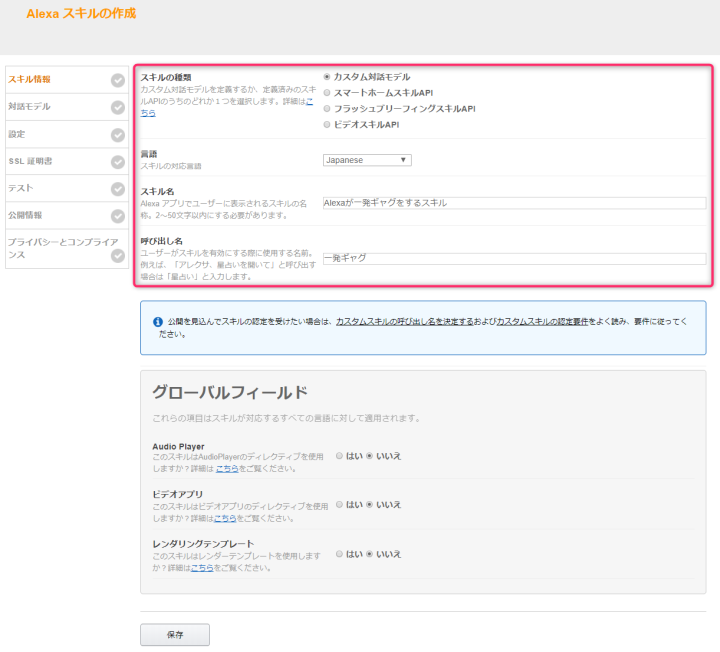 Alexa スキルの作成
スキル情報
対話モデル
設定
SSL 証明書
テスト
公開情報
プライバシーとコンプライア
ンス
スキルの種類
カスタム対話モデルを定義するか、定義済みのスキ
ルAPIのうちのどれか１つを選択します。詳細はこ
ちら
カスタム対話モデル
スマートホームスキルAPI
フラッシュブリーフィングスキルAPI
ビデオスキルAPI
言語
スキルの対応言語
Japanese
スキル名
Alexa アプリでユーザーに表示されるスキルの名
称。2～50文字以内にする必要があります。
Alexaが一発ギャグをするスキル
呼び出し名
ユーザーがスキルを有効にする際に使用する名前。
例えば、「アレクサ、星占いを開いて」と呼び出す
場合は「星占い」と入力します。
一発ギャグ
公開を見込んでスキルの認定を受けたい場合は、カスタムスキルの呼び出し名を決定するおよびカスタムスキルの認定要件をよく読み、要件に従ってく
ださい。
グローバルフィールド
これらの項目はスキルが対応するすべての言語に対して適用されます。
Audio Player
このスキルはAudioPlayerのディレクティブを使用
しますか？詳細は こちらをご覧ください。
はい いいえ
ビデオアプリ
このスキルはビデオアプリのディレクティブを使用
しますか？詳細はこちらをご覧ください。
はい いいえ
レンダリングテンプレート
このスキルはレンダーテンプレートを使用します
か？詳細はこちらをご覧ください。
はい いいえ
保存